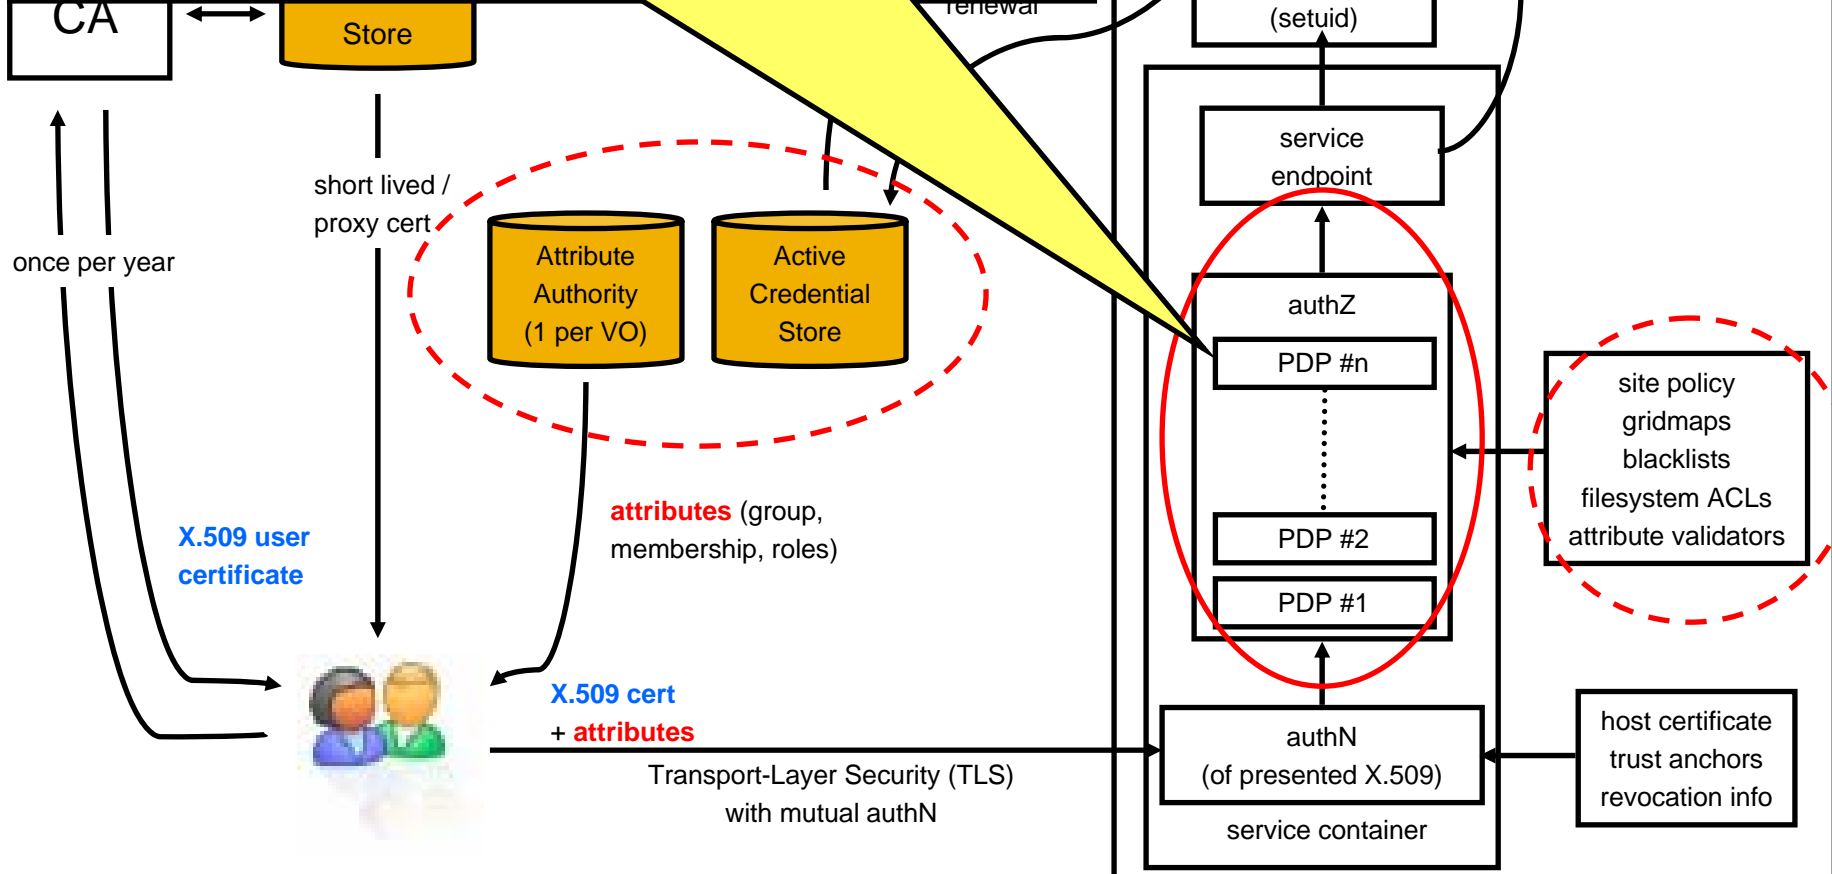 CA
Store
renewal
(setuid)
service
endpoint
short lived /
proxy cert
once per year
Attribute
Authority
(1 per VO)
Active
Credential
Store
authZ
PDP #n
PDP #2
PDP #1
site policy
gridmaps
blacklists
filesystem ACLs
attribute validators
attributes (group,
membership, roles)
X.509 user
certificate
X.509 cert
+ attributes
Transport-Layer Security (TLS)
with mutual authN
authN
(of presented X.509)
service container
host certificate
trust anchors
revocation info